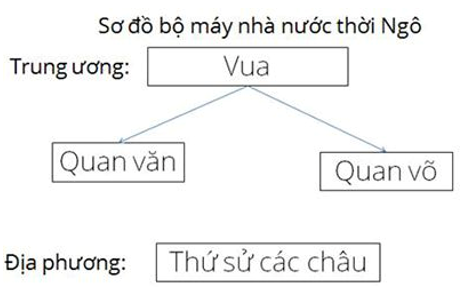 Sơ đồ bộ máy nhà nước thời Ngô
Trung ương: Vua
Quan văn Quan võ
Địa phương: Thứ sử các châu